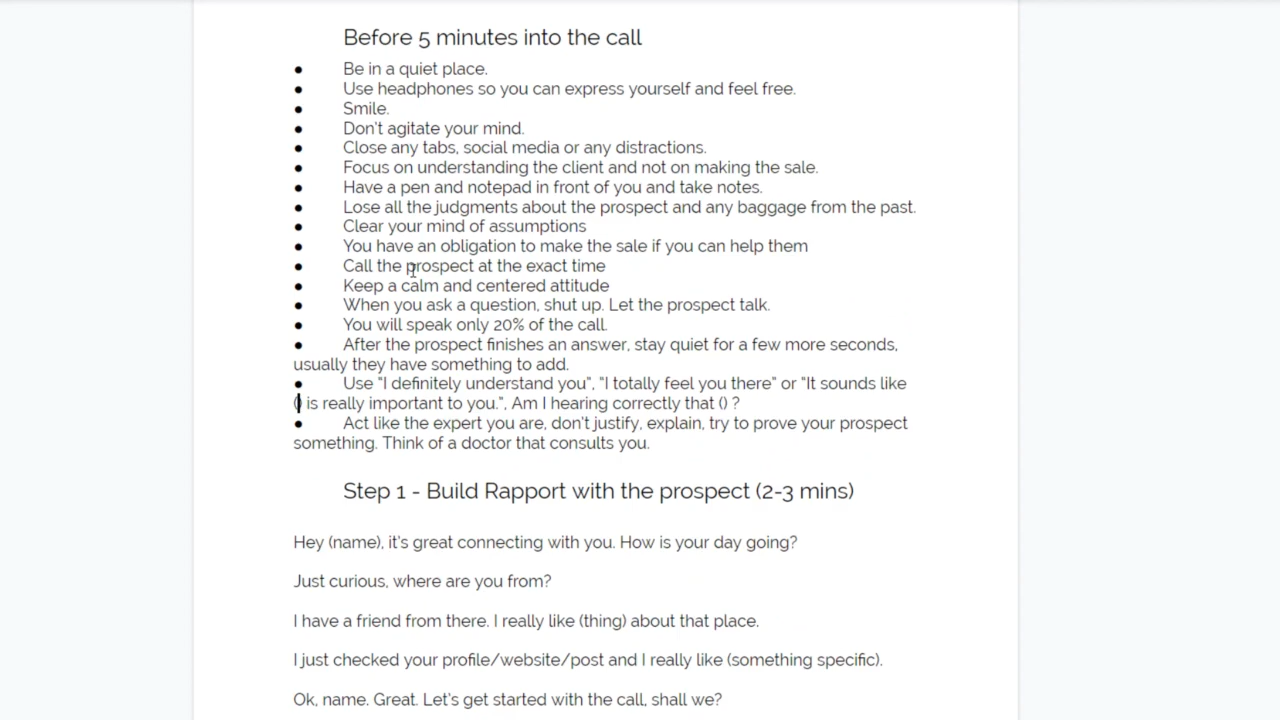 Before 5 minutes into the call
● Be in a quiet place.
● Use headphones so you can express yourself and feel free.
● Smile.
● Don't agitate your mind.
● Close any tabs, social media or any distractions.
● Focus on understanding the client and not on making the sale.
● Have a pen and notepad in front of you and take notes.
● Lose all the judgments about the prospect and any baggage from the past.
● Clear your mind of assumptions
● You have an obligation to make the sale if you can help them
● Call the prospect at the exact time
● Keep a calm and centered attitude
● When you ask a question, shut up. Let the prospect talk.
● You will speak only 20% of the call.
● After the prospect finishes an answer, stay quiet for a few more seconds,
usually they have something to add.
● Use “I definitely understand you”, “I totally feel you there” or “It sounds like
() is really important to you.”, Am I hearing correctly that () ?
● Act like the expert you are, don't justify, explain, try to prove your prospect
something. Think of a doctor that consults you.
Step 1 - Build Rapport with the prospect (2-3 mins)
Hey (name), it's great connecting with you. How is your day going?
Just curious, where are you from?
I have a friend from there. I really like (thing) about that place.
I just checked your profile/website/post and I really like (something specific).
Ok, name. Great. Let's get started with the call, shall we?